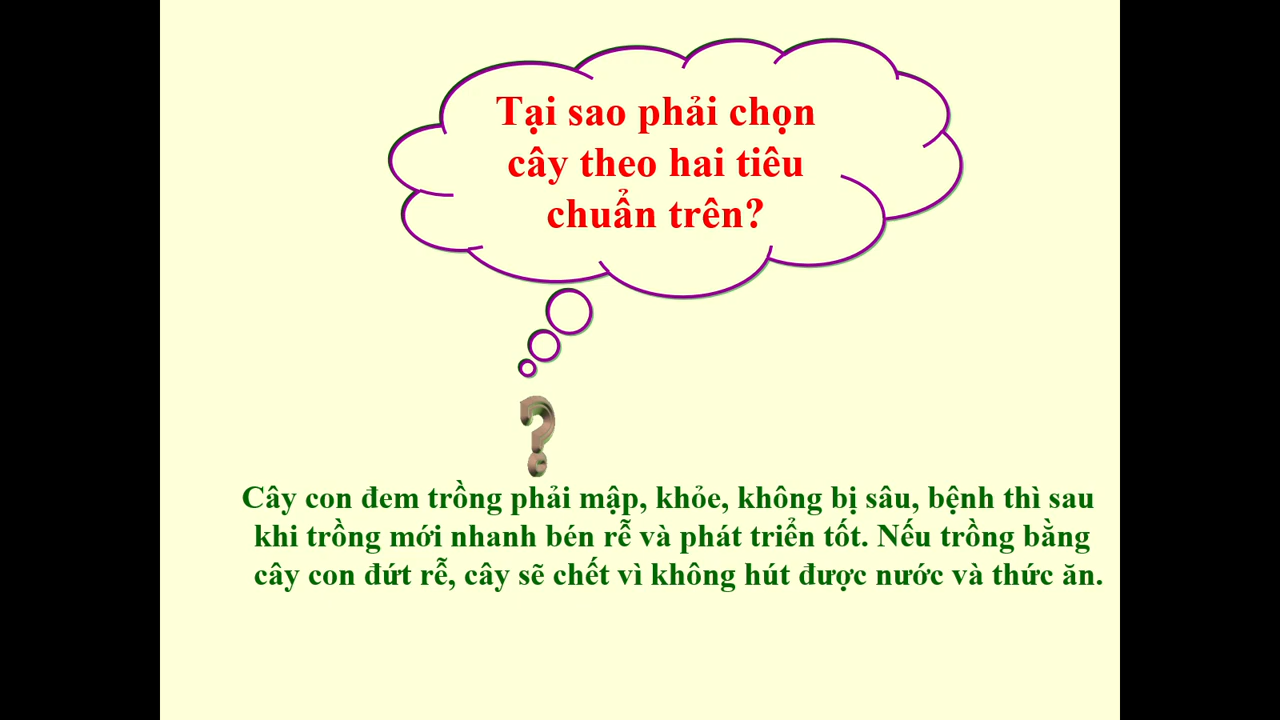 Tại sao phải chọn
cây theo hai tiêu
chuẩn trên?
?
Cây con đem trồng phải mập, khỏe, không bị sâu, bệnh thì sau
khi trồng mới nhanh bén rễ và phát triển tốt. Nếu trồng bằng
cây con đứt rễ, cây sẽ chết vì không hút được nước và thức ăn.